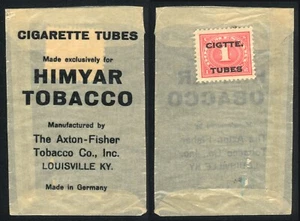 CIGARETTE TUBES
Made exclusively for
HIMYAR
TOBACCO
Manufactured by
The Axton-Fisher
Tobacco Co., Inc.
LOUISVILLE KY.
Made in Germany
CIGTTE.
1
TUBES